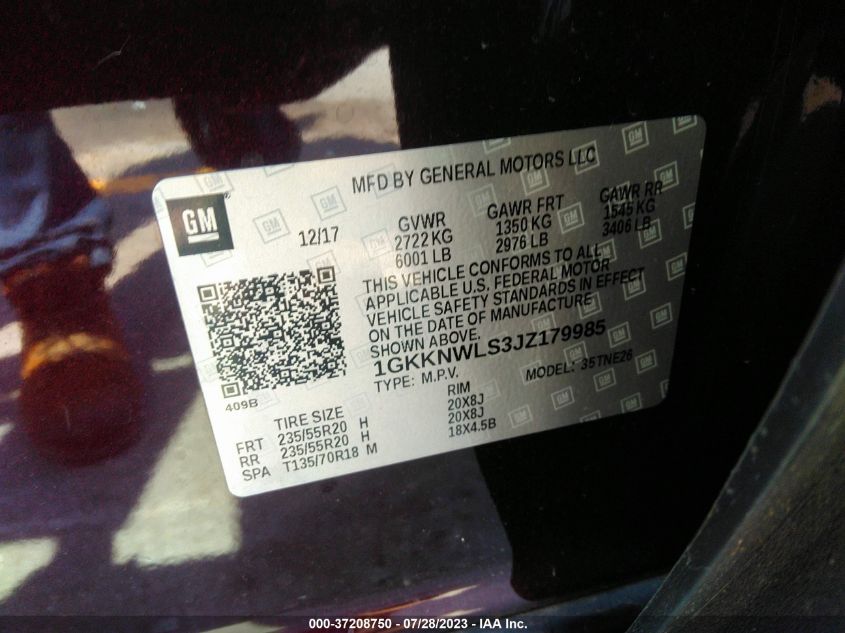 MFD BY GENERAL MOTORS LLC
GM
12/17
GVWR GAWR FRT GAWR RR
2722 KG 1350 KG 1545 KG
6001 LB 2976 LB 3406 LB
THIS VEHICLE CONFORMS TO ALL
APPLICABLE U.S. FEDERAL MOTOR
VEHICLE SAFETY STANDARDS IN EFFECT
ON THE DATE OF MANUFACTURE
SHOWN ABOVE.
1GKKNWLS3JZ179985
TYPE: M.P.V. MODEL: 35TNE26
409B
TIRE SIZE RIM
FRT 235/55R20 H 20X8J
RR 235/55R20 H 20X8J
SPA T135/70R18 M 18X4.5B
000-37208750 / 07/28/2023 / IAA Inc.